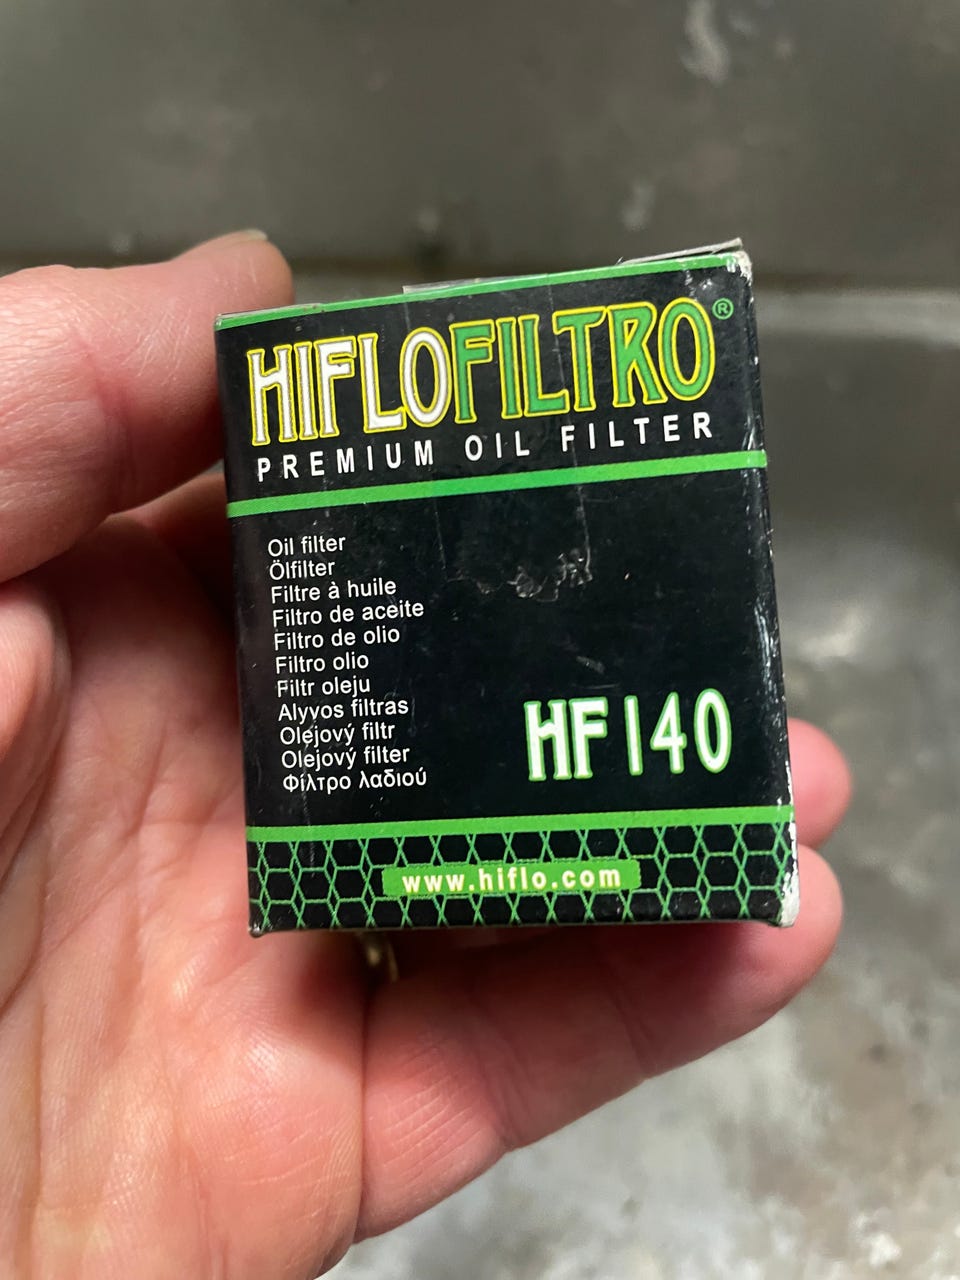 HIFLOFILTRO®
PREMIUM OIL FILTER
Oil filter
Ölfilter
Filtre à huile
Filtro de aceite
Filtro de olio
Filtro olio
Filtr oleju
Alyvos filtras
Olejový filtr
Olejový filter
Φίλτρο λαδιού
HF140
www.hiflo.com